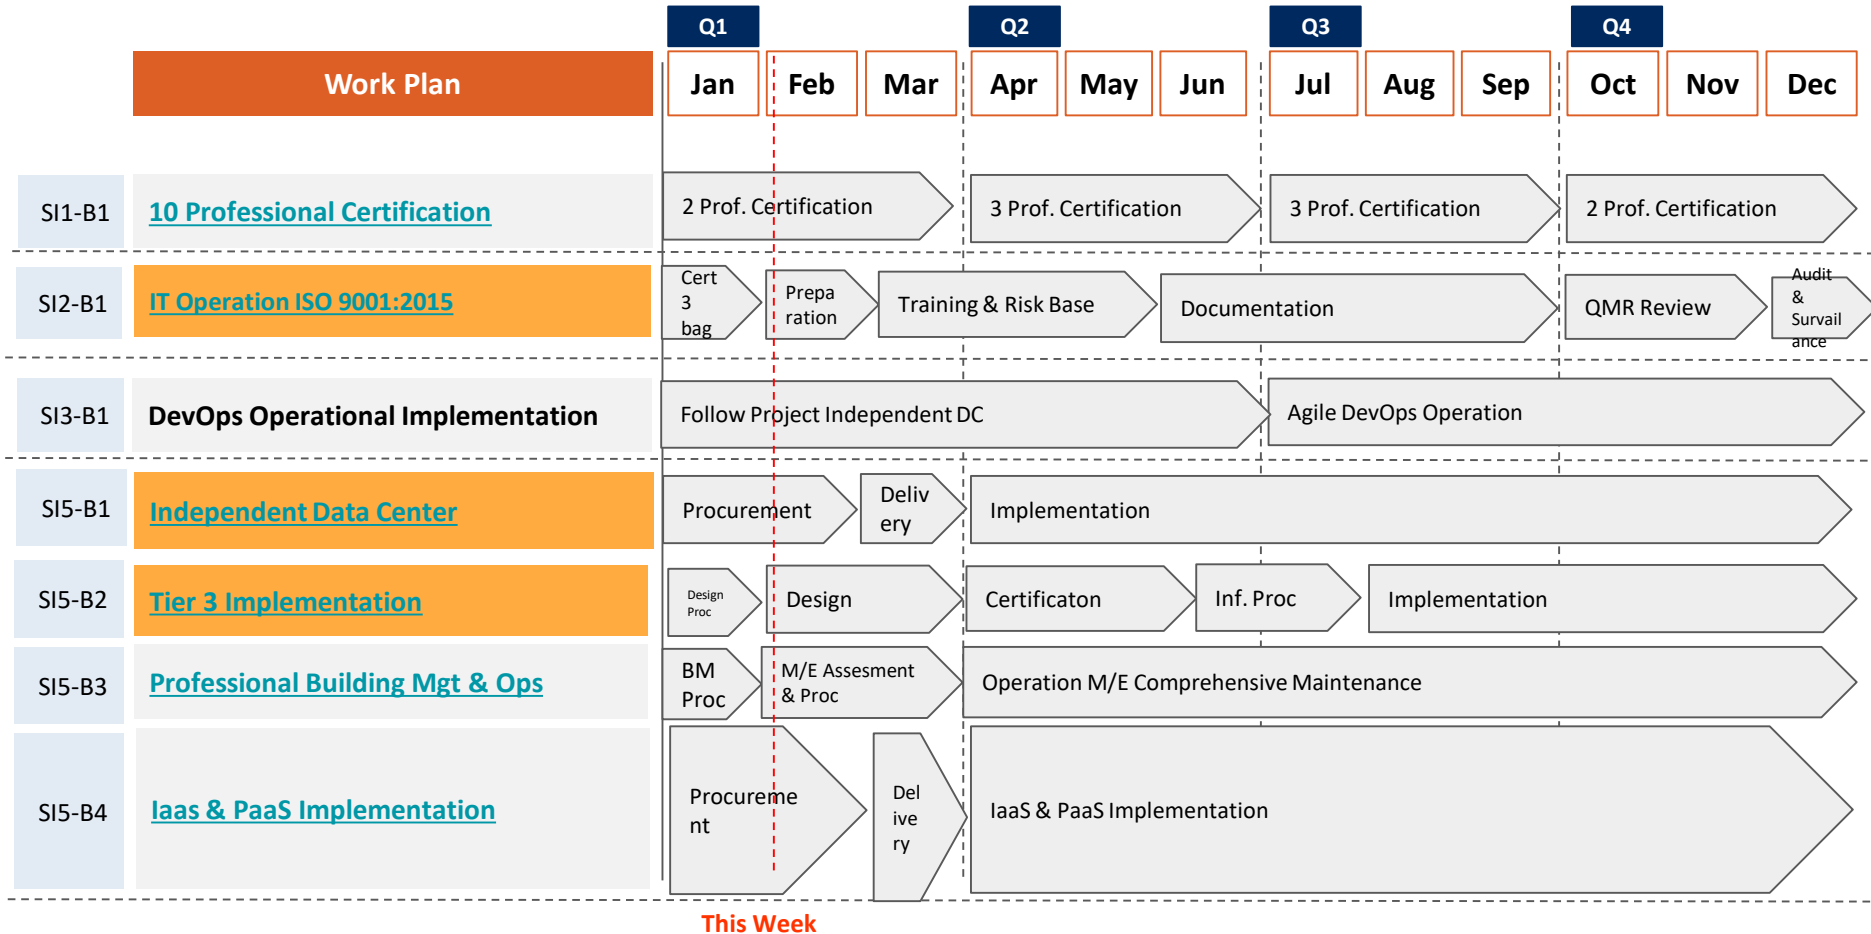 Q1
Q2
Q3
Q4
Work Plan
Jan
Feb
Mar
Apr
May
Jun
Jul
Aug
Sep
Oct
Nov
Dec
SI1-B1
10 Professional Certification
2 Prof. Certification
3 Prof. Certification
3 Prof. Certification
2 Prof. Certification
SI2-B1
IT Operation ISO 9001:2015
Cert
3
bag
Prepa
ration
Training & Risk Base
Documentation
QMR Review
Audit
&
Survail
ance
SI3-B1
DevOps Operational Implementation
Follow Project Independent DC
Agile DevOps Operation
SI5-B1
Independent Data Center
Procurement
Deliv
ery
Implementation
SI5-B2
Tier 3 Implementation
Design
Proc
Design
Certificaton
Inf. Proc
Implementation
SI5-B3
Professional Building Mgt & Ops
BM
Proc
M/E Assesment
& Proc
Operation M/E Comprehensive Maintenance
SI5-B4
Iaas & PaaS Implementation
Procureme
nt
Del
ive
ry
IaaS & PaaS Implementation
This Week